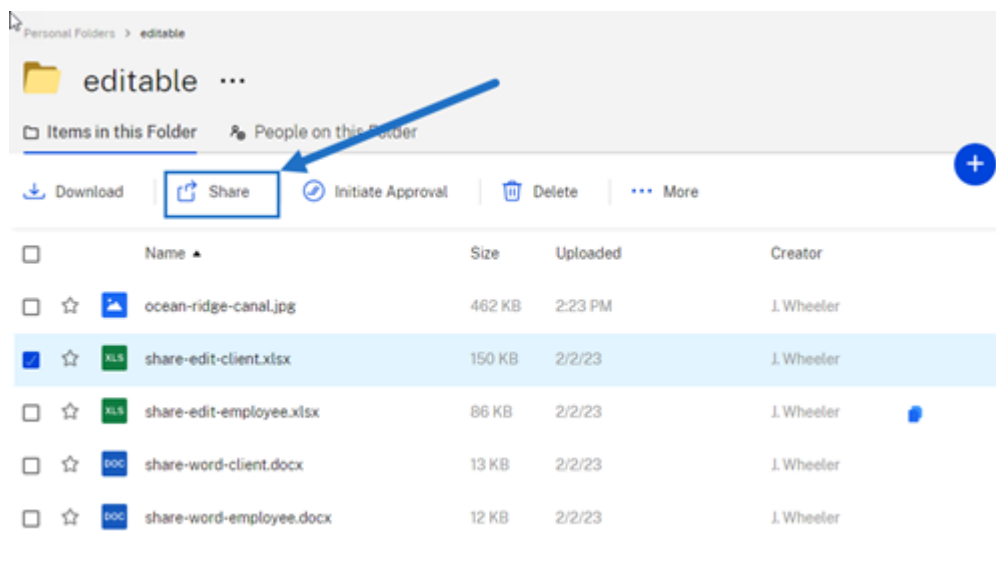 Personal Folders > editable
editable ...
Items in this Folder People on this Folder
Download Share Initiate Approval Delete ... More
Name Size Uploaded Creator
ocean-ridge-canal.jpg 462 KB 2:23 PM J. Wheeler
XLS share-edit-client.xlsx 150 KB 2/2/23 J. Wheeler
XLS share-edit-employee.xlsx 86 KB 2/2/23 J. Wheeler
DOC share-word-client.docx 13 KB 2/2/23 J. Wheeler
DOC share-word-employee.docx 12 KB 2/2/23 J. Wheeler